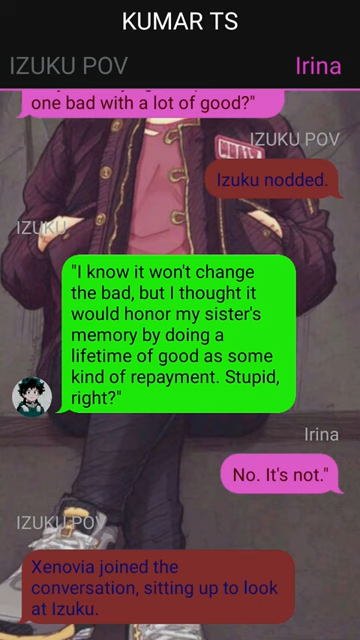 KUMAR TS
IZUKU POV
Irina
one bad with a lot of good?"
IZUKU POV
Izuku nodded.
IZUKU
"I know it won't change
the bad, but I thought it
would honor my sister's
memory by doing a
lifetime of good as some
kind of repayment. Stupid,
right?"
Irina
No. It's not."
IZUKU POV
Xenovia joined the
conversation, sitting up to look
at Izuku.